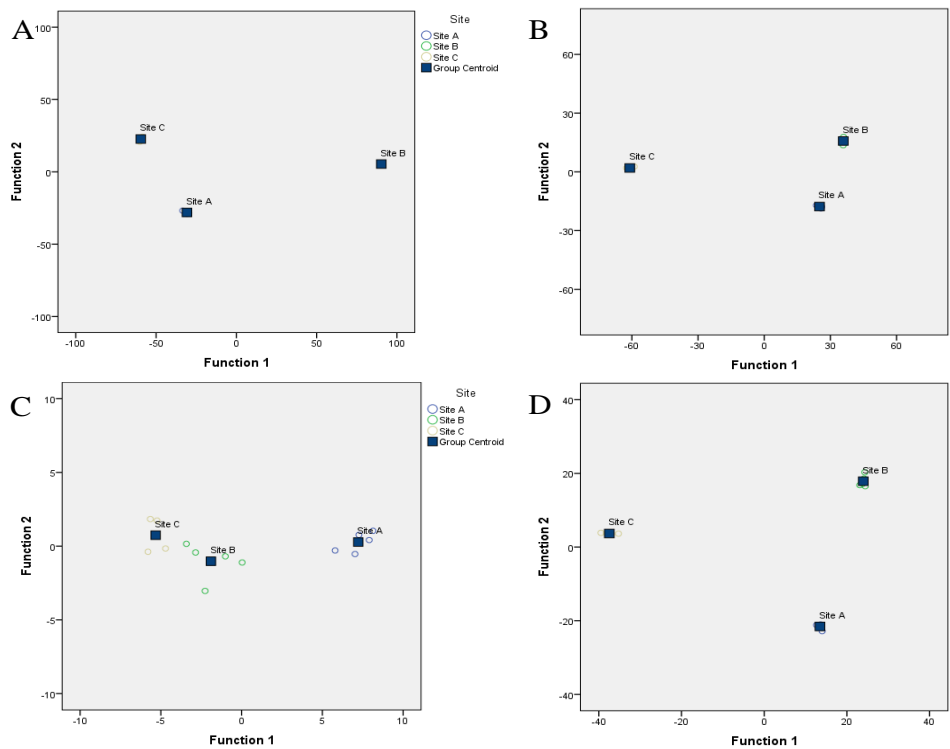 A
Function 2
100
50
0
-50
-100
Site C
Site B
Site A
-100 -50 0 50 100
Function 1
Site
Site A
Site B
Site C
Group Centroid
B
Function 2
60
30
0
-30
-60
Site B
Site C
Site A
-60 -30 0 30 60
Function 1
C
Function 2
10
5
0
-5
-10
Site C
Site A
Site B
-10 -5 0 5 10
Function 1
Site
Site A
Site B
Site C
Group Centroid
D
Function 2
40
20
0
-20
-40
Site B
Site C
Site A
-40 -20 0 20 40
Function 1